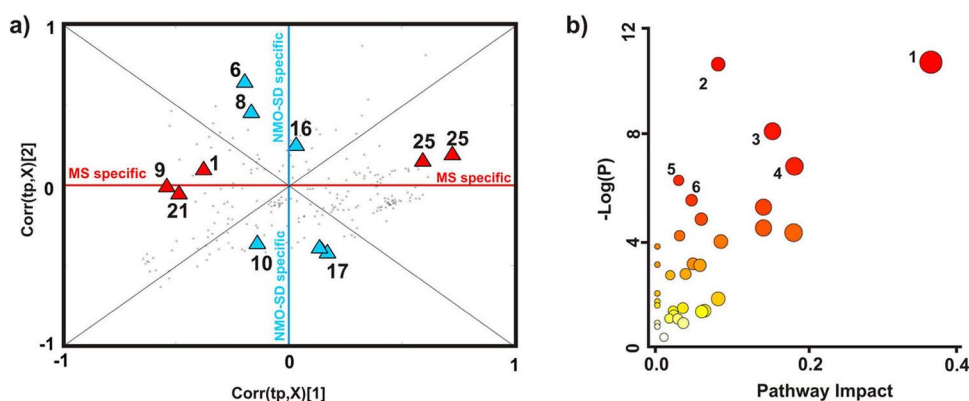 a)
1
6
NMO-SD specific
8
16
25
25
Corr(tp,X)[2]
9
1
MS specific
MS specific
0
21
10
17
NMO-SD specific
-1
-1
0
1
Corr(tp,X)[1]
b)
12
1
2
8
3
4
5
6
-Log(P)
4
0
0.0
0.2
0.4
Pathway Impact